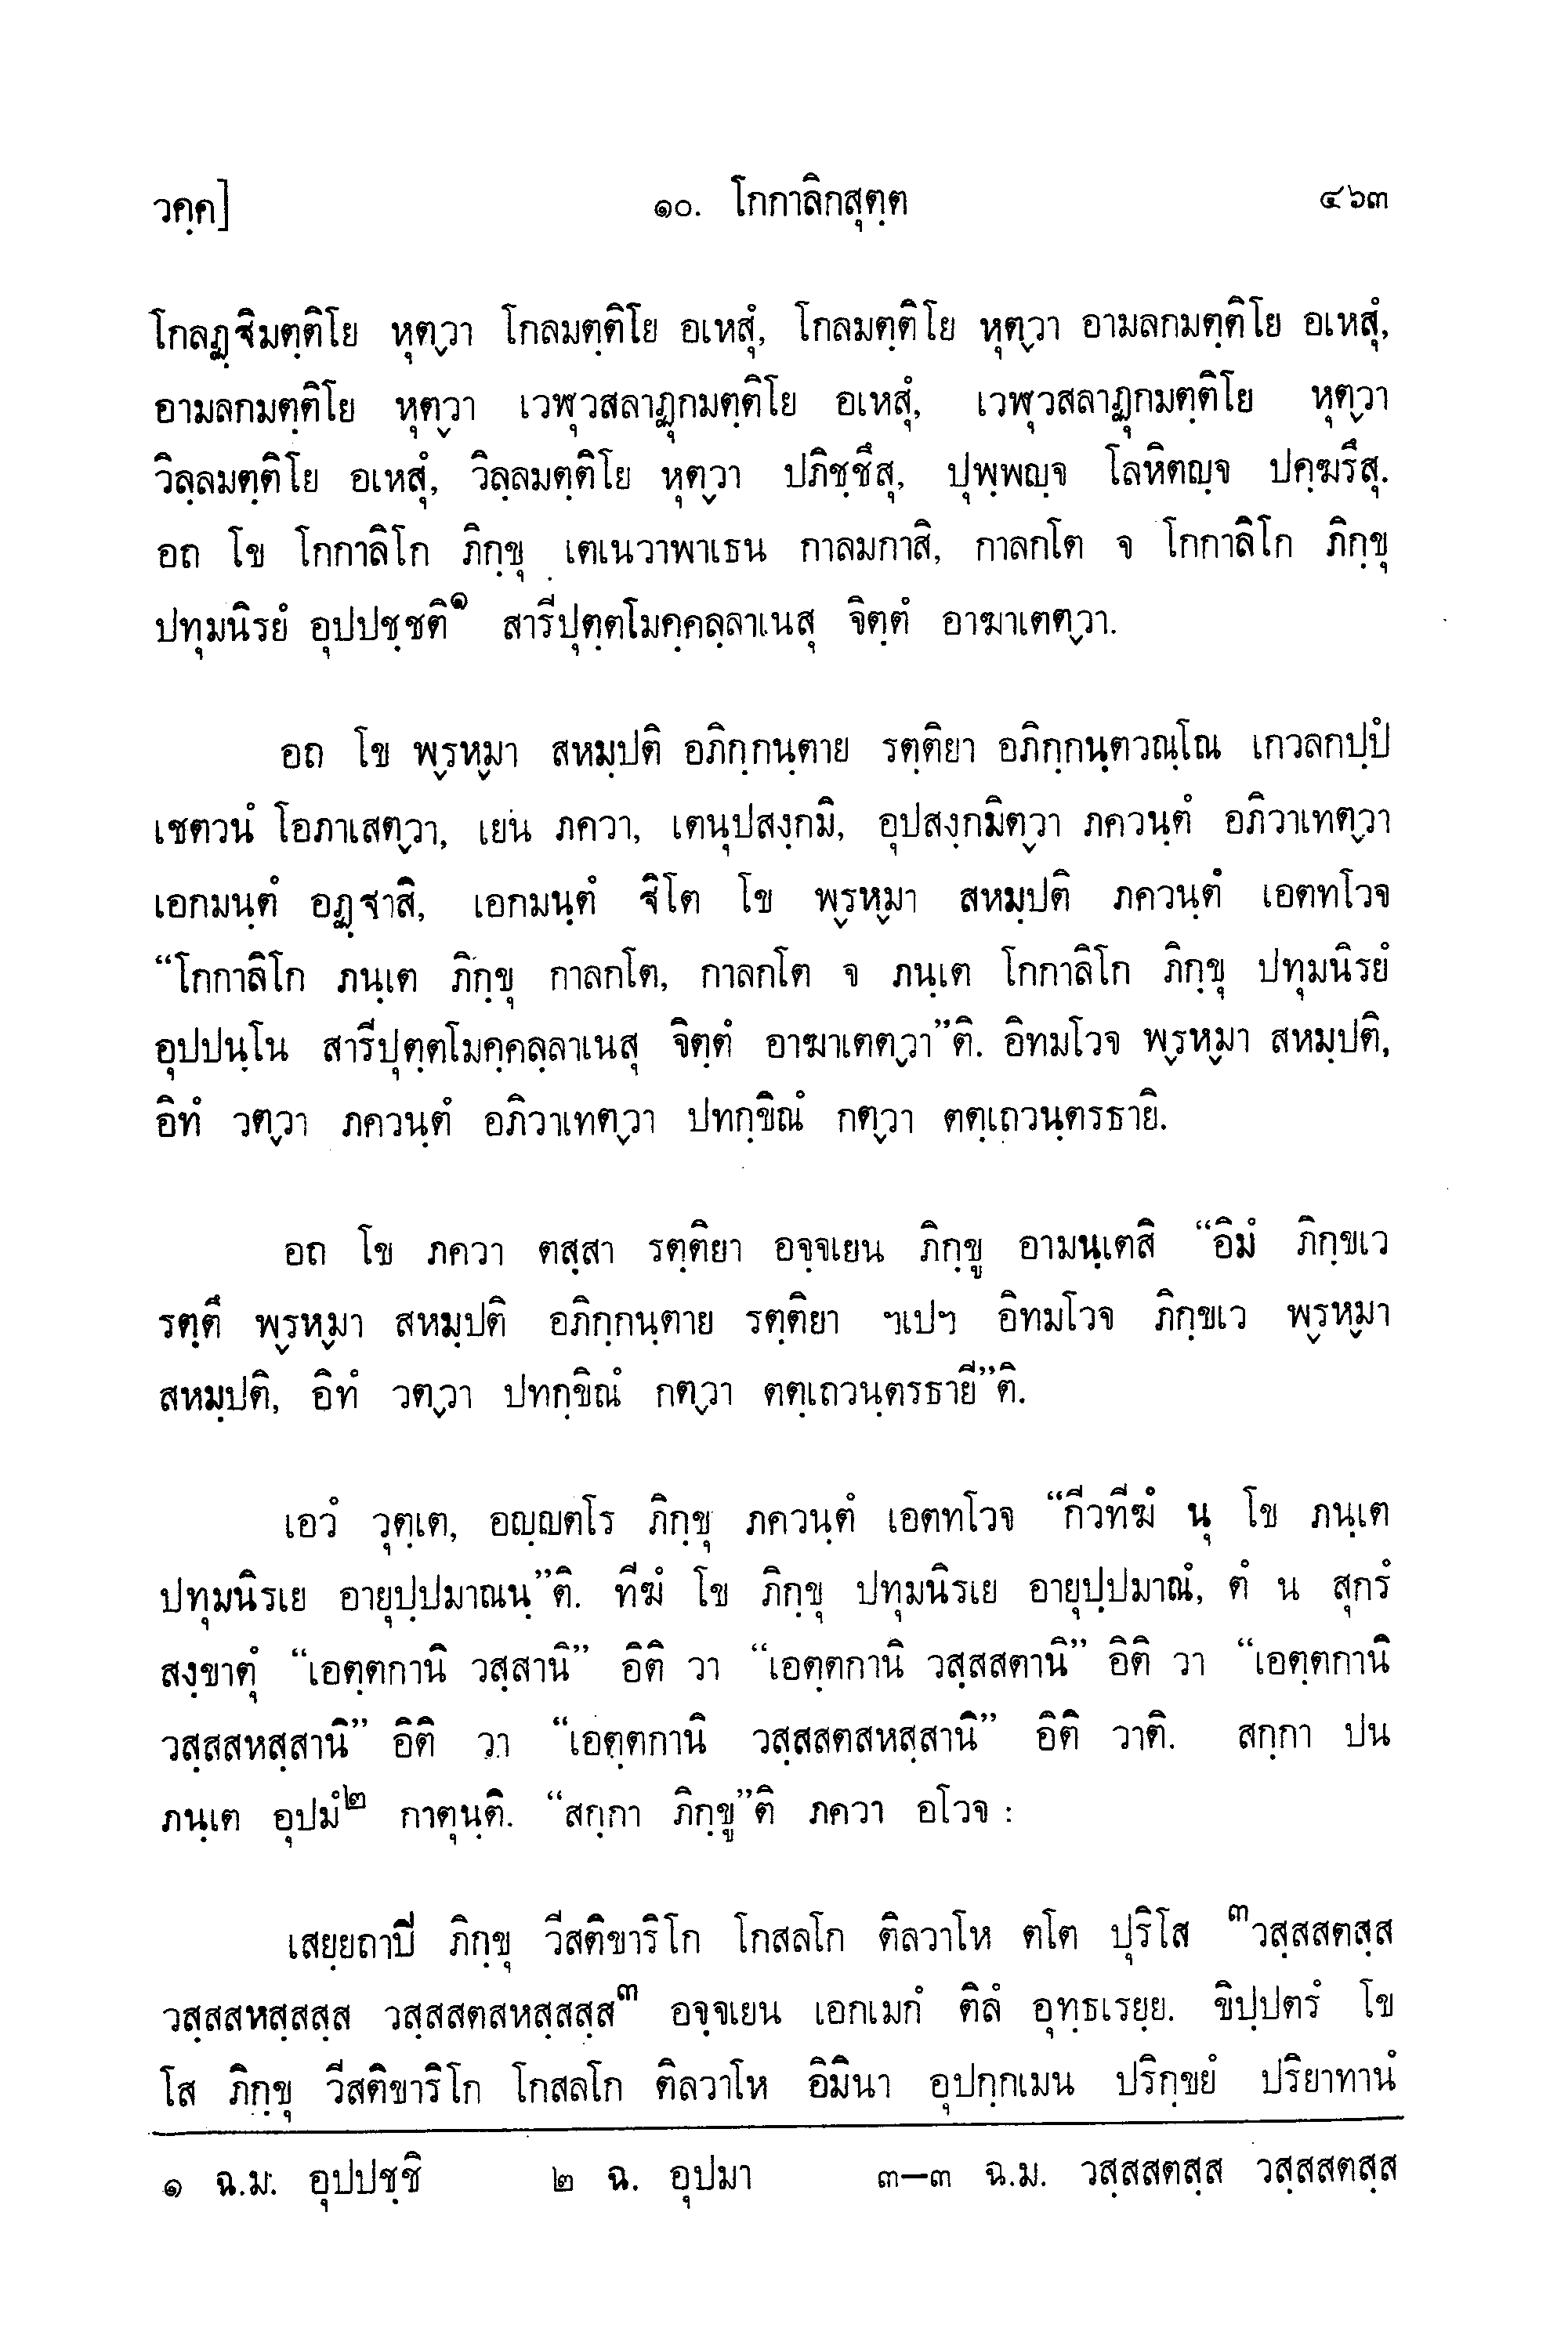 วคฺค]
๑๐. โกกาลิกสุตฺต
๔๖๓
โกลฏฺฐิมตฺติโย หุตฺวา โกลมตฺติโย อเหสุํ, โกลมตฺติโย หุตฺวา อามลกมตฺติโย อเหสุํ,
อามลกมตฺติโย หุตฺวา เวฬุวสลาฏุกมตฺติโย อเหสุํ, เวฬุวสลาฏุกมตฺติโย หุตฺวา
วิลฺลมตฺติโย อเหสุํ, วิลฺลมตฺติโย หุตฺวา ปภิชฺชึสุ, ปุพฺพญฺจ โลหิตญฺจ ปคฺฆรึสุ.
อถ โข โกกาลิโก ภิกฺขุ เตเนวาพาเธน กาลมกาสิ, กาลกโต จ โกกาลิโก ภิกฺขุ
ปทุมนิรยํ อุปปชฺชติ๑ สารีปุตฺตโมคฺคลฺลาเนสุ จิตฺตํ อาฆาเตตฺวา.
อถ โข พฺรหฺมา สหมฺปติ อภิกฺกนฺตาย รตฺติยา อภิกฺกนฺตวณฺโณ เกวลกปฺปํ
เชตวนํ โอภาเสตฺวา, เยน ภควา, เตนุปสงฺกมิ, อุปสงฺกมิตฺวา ภควนฺตํ อภิวาเทตฺวา
เอกมนฺตํ อฏฺฐาสิ, เอกมนฺตํ ฐิโต โข พฺรหฺมา สหมฺปติ ภควนฺตํ เอตทโวจ
“โกกาลิโก ภนฺเต ภิกฺขุ กาลกโต, กาลกโต จ ภนฺเต โกกาลิโก ภิกฺขุ ปทุมนิรยํ
อุปปนฺโน สารีปุตฺตโมคฺคลฺลาเนสุ จิตฺตํ อาฆาเตตฺวา”ติ. อิทมโวจ พฺรหฺมา สหมฺปติ,
อิทํ วตฺวา ภควนฺตํ อภิวาเทตฺวา ปทกฺขิณํ กตฺวา ตตฺเถวนฺตรธายิ.
อถ โข ภควา ตสฺสา รตฺติยา อจฺจเยน ภิกฺขู อามนฺเตสิ “อิมํ ภิกฺขเว
รตฺตึ พฺรหฺมา สหมฺปติ อภิกฺกนฺตาย รตฺติยา ฯเปฯ อิทมโวจ ภิกฺขเว พฺรหฺมา
สหมฺปติ, อิทํ วตฺวา ปทกฺขิณํ กตฺวา ตตฺเถวนฺตรธายี”ติ.
เอวํ วุตฺเต, อญฺญตโร ภิกฺขุ ภควนฺตํ เอตทโวจ “กีวทีฆํ นุ โข ภนฺเต
ปทุมนิรเย อายุปฺปมาณนฺ”ติ. ทีฆํ โข ภิกฺขุ ปทุมนิรเย อายุปฺปมาณํ, ตํ น สุกรํ
สงฺขาตุํ “เอตฺตกานิ วสฺสานิ” อิติ วา “เอตฺตกานิ วสฺสสตานิ” อิติ วา “เอตฺตกานิ
วสฺสสหสฺสานิ” อิติ วา “เอตฺตกานิ วสฺสสตสหสฺสานิ” อิติ วาติ. สกฺกา ปน
ภนฺเต อุปมํ๒ กาตุนฺติ. “สกฺกา ภิกฺขู”ติ ภควา อโวจ :
เสยฺยถาปี ภิกฺขุ วีสติขาริโก โกสลโก ติลวาโห ตโต ปุริโส ๓วสฺสสตสฺส
วสฺสสหสฺสสฺส วสฺสสตสหสฺสสฺส๓ อจฺจเยน เอกเมกํ ติลํ อุทฺธเรยฺย. ขิปฺปตรํ โข
โส ภิกฺขุ วีสติขาริโก โกสลโก ติลวาโห อิมินา อุปกฺกเมน ปริกฺขยํ ปริยาทานํ
๑ ฉ.ม. อุปปชฺชิ ๒ ฉ. อุปมา ๓–๓ ฉ.ม. วสฺสสตสฺส วสฺสสตสฺส